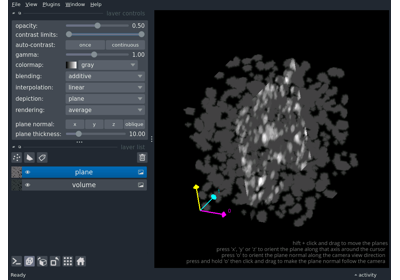 File View Plugins Window Help
layer controls
opacity: 0.50
contrast limits:
auto-contrast: once continuous
gamma: 1.00
colormap: gray
blending: additive
interpolation: linear
depiction: plane
rendering: average
plane normal: x y z oblique
plane thickness: 10.00
layer list
plane
volume
shift + click and drag to move the planes
press 'x', 'y' or 'z' to orient the plane along that axis around the cursor
press 'o' to orient the plane normal along the camera view direction
press and hold 'o' then click and drag to make the plane normal follow the camera
Ready
activity